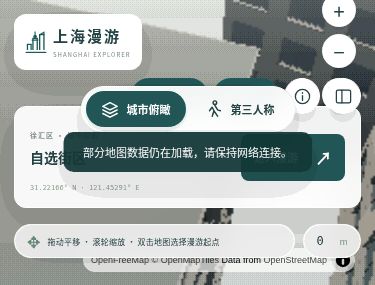 上海漫游
SHANGHAI EXPLORER
城市俯瞰
第三人称
徐汇区 •
自选街区
部分地图数据仍在加载，请保持网络连接。
31.22166° N · 121.45291° E
拖动平移 · 滚轮缩放 · 双击地图选择漫游起点
0 m
OpenFreeMap © OpenMapTiles Data from OpenStreetMap